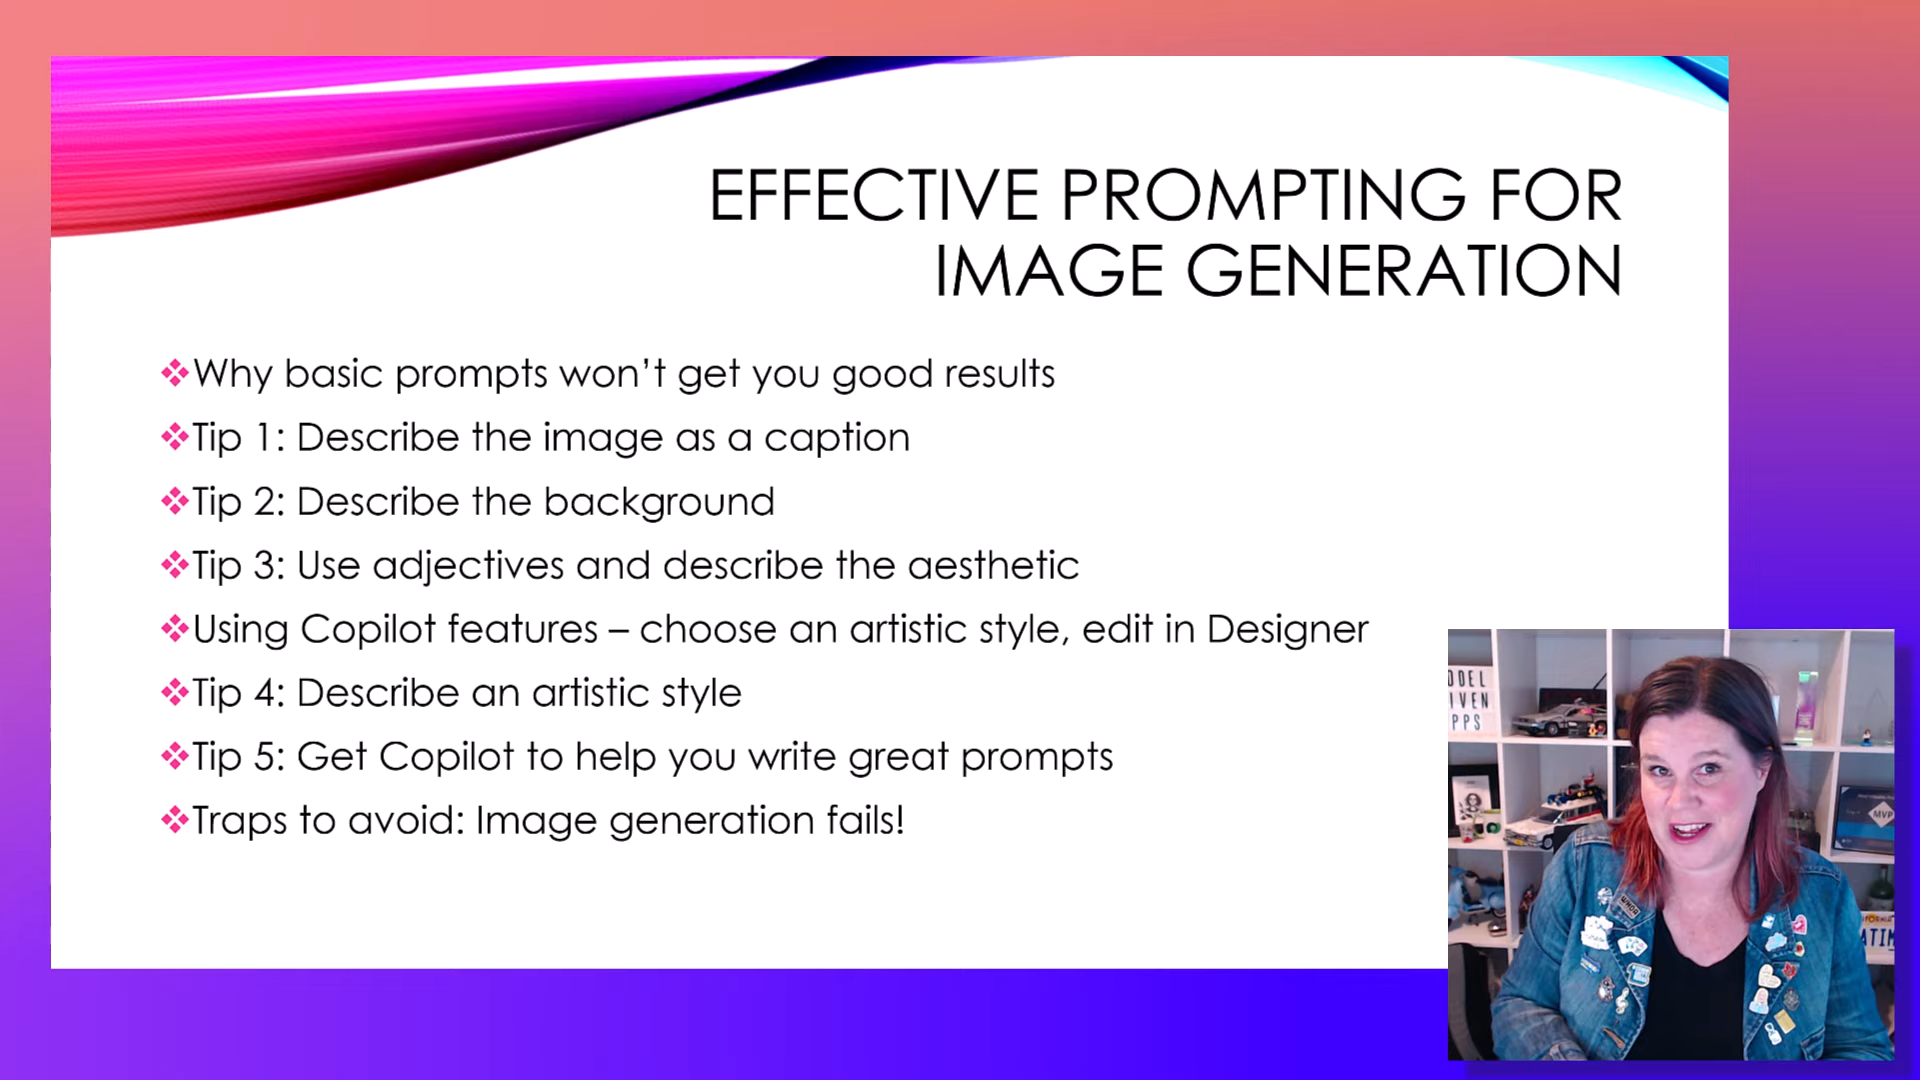 EFFECTIVE PROMPTING FOR
IMAGE GENERATION
Why basic prompts won’t get you good results
Tip 1: Describe the image as a caption
Tip 2: Describe the background
Tip 3: Use adjectives and describe the aesthetic
Using Copilot features – choose an artistic style, edit in Designer
Tip 4: Describe an artistic style
Tip 5: Get Copilot to help you write great prompts
Traps to avoid: Image generation fails!
MVP